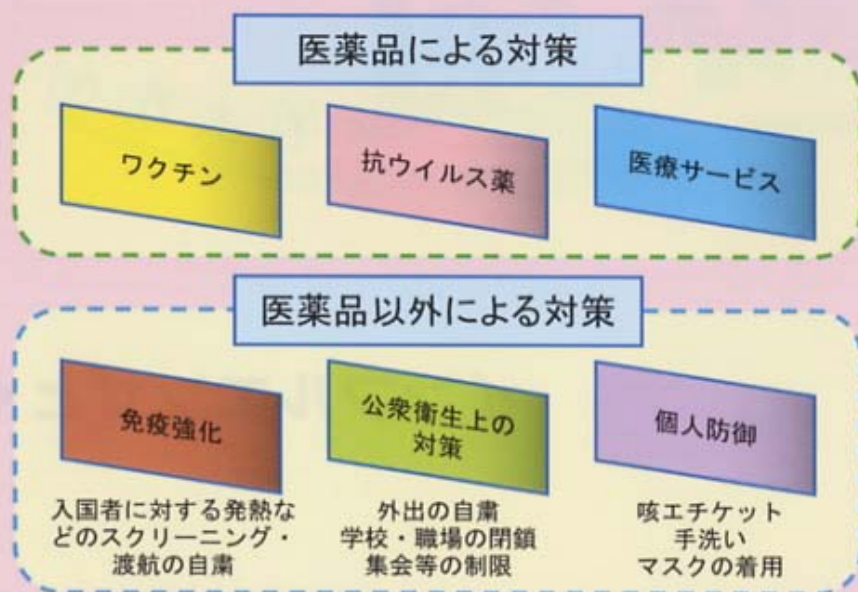 医薬品による対策
ワクチン
抗ウイルス薬
医療サービス
医薬品以外による対策
免疫強化
入国者に対する発熱な
どのスクリーニング・
渡航の自粛
公衆衛生上の
対策
外出の自粛
学校・職場の閉鎖
集会等の制限
個人防御
咳エチケット
手洗い
マスクの着用